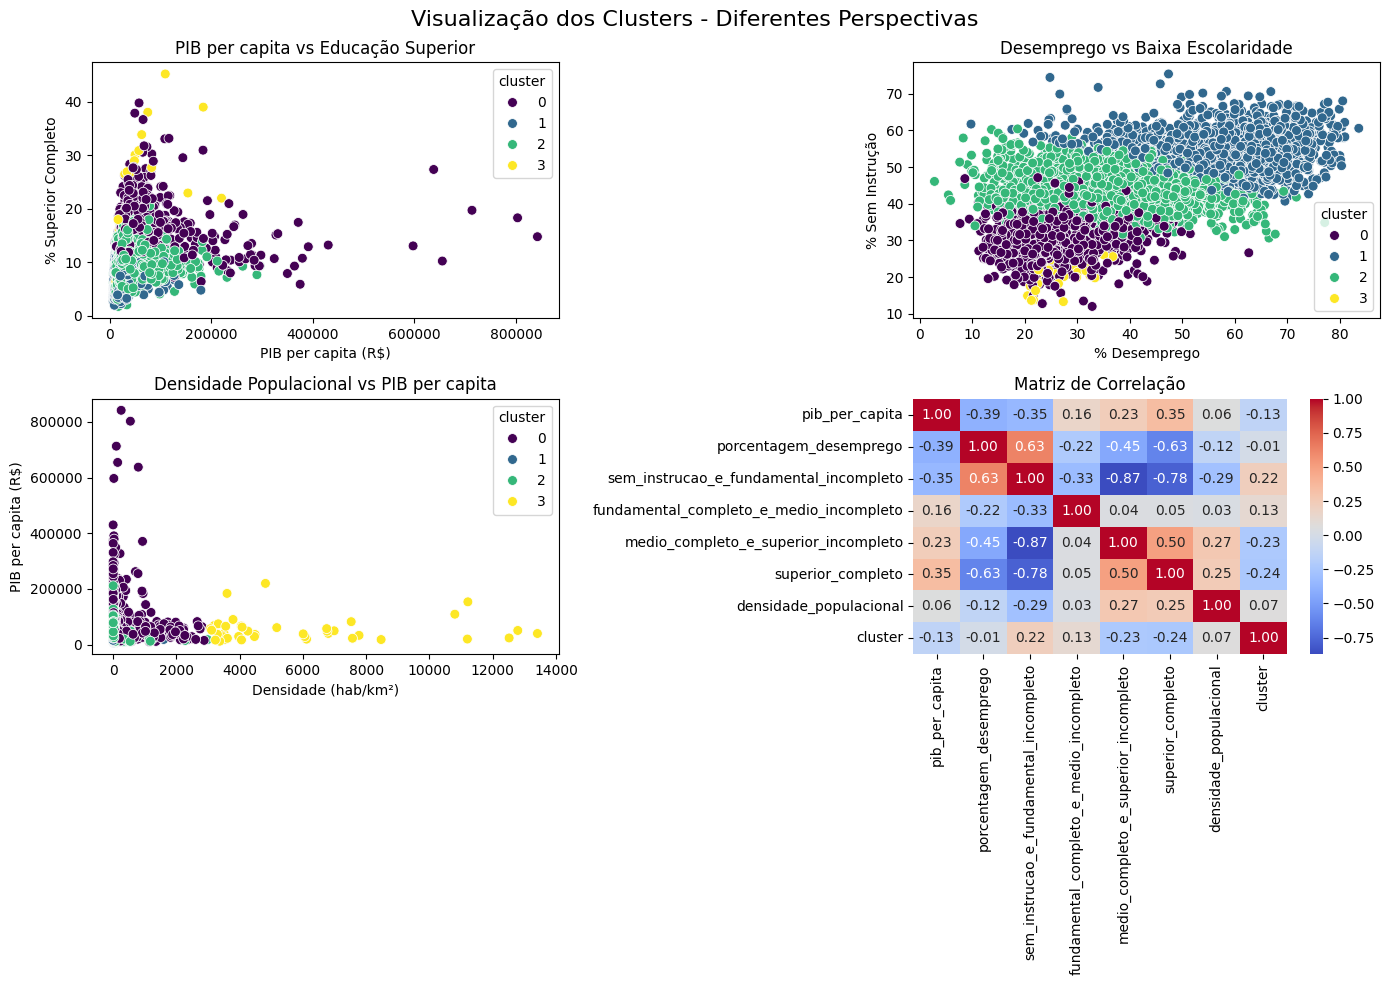 Visualização dos Clusters - Diferentes Perspectivas
PIB per capita vs Educação Superior
% Superior Completo
40
30
20
10
0
0 200000 400000 600000 800000
PIB per capita (R$)
cluster
0
1
2
3
Desemprego vs Baixa Escolaridade
% Sem Instrução
70
60
50
40
30
20
10
0 10 20 30 40 50 60 70 80
% Desemprego
cluster
0
1
2
3
Densidade Populacional vs PIB per capita
PIB per capita (R$)
800000
600000
400000
200000
0
0 2000 4000 6000 8000 10000 12000 14000
Densidade (hab/km²)
cluster
0
1
2
3
Matriz de Correlação
pib_per_capita 1.00 -0.39 -0.35 0.16 0.23 0.35 0.06 -0.13
porcentagem_desemprego -0.39 1.00 0.63 -0.22 -0.45 -0.63 -0.12 -0.01
sem_instrucao_e_fundamental_incompleto -0.35 0.63 1.00 -0.33 -0.87 -0.78 -0.29 0.22
fundamental_completo_e_medio_incompleto 0.16 -0.22 -0.33 1.00 0.04 0.05 0.03 0.13
medio_completo_e_superior_incompleto 0.23 -0.45 -0.87 0.04 1.00 0.50 0.27 -0.23
superior_completo 0.35 -0.63 -0.78 0.05 0.50 1.00 0.25 -0.24
densidade_populacional 0.06 -0.12 -0.29 0.03 0.27 0.25 1.00 0.07
cluster -0.13 -0.01 0.22 0.13 -0.23 -0.24 0.07 1.00
pib_per_capita
porcentagem_desemprego
sem_instrucao_e_fundamental_incompleto
fundamental_completo_e_medio_incompleto
medio_completo_e_superior_incompleto
superior_completo
densidade_populacional
cluster
1.00
0.75
0.50
0.25
0.00
−0.25
−0.50
−0.75